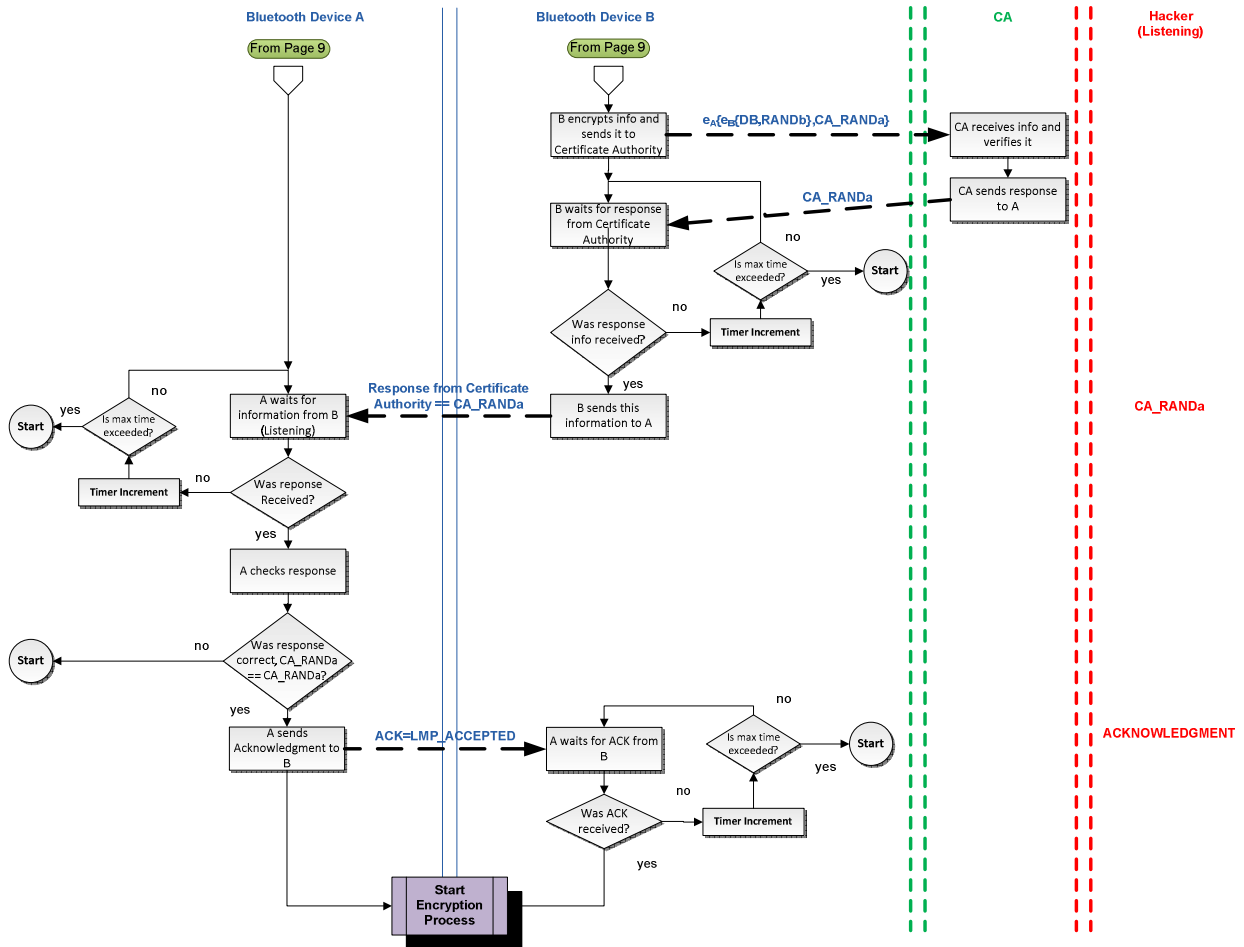 Bluetooth Device A
Bluetooth Device B
CA
Hacker
(Listening)
From Page 9
From Page 9
B encrypts info and
sends it to
Certificate Authority
eA{eB{DB,RANDb},CA_RANDa}
CA receives info and
verifies it
CA sends response
to A
CA_RANDa
B waits for response
from Certificate
Authority
no
Is max time
exceeded?
yes
Start
Was response
info received?
no
Timer Increment
yes
Response from Certificate
Authority == CA_RANDa
B sends this
information to A
A waits for
information from B
(Listening)
no
yes
Start
Is max time
exceeded?
CA_RANDa
Timer Increment
no
Was reponse
Received?
yes
A checks response
Start
no
Was response
correct, CA_RANDa
== CA_RANDa?
yes
A sends
Acknowledgment to
B
ACK=LMP_ACCEPTED
A waits for ACK from
B
no
Is max time
exceeded?
yes
Start
ACKNOWLEDGMENT
Was ACK
received?
no
Timer Increment
yes
Start
Encryption
Process